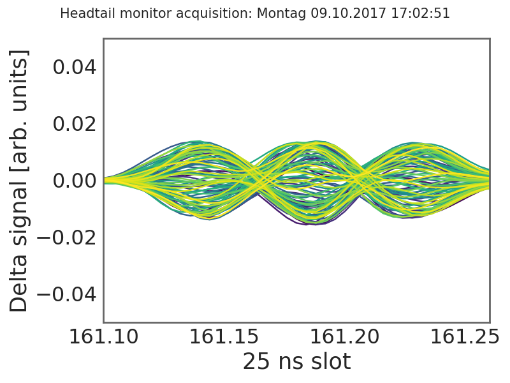 Headtail monitor acquisition: Montag 09.10.2017 17:02:51
Delta signal [arb. units]
0.04
0.02
0.00
−0.02
−0.04
161.10 161.15 161.20 161.25
25 ns slot